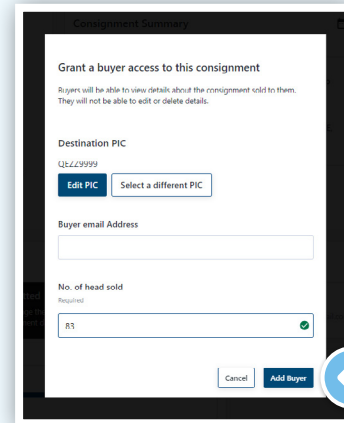 Consignment Summary
Grant a buyer access to this consignment
Buyers will be able to view details about the consignment sold to them.
They will not be able to edit or delete details.
Destination PIC
QEZZ9999
Edit PIC
Select a different PIC
Buyer email Address
No. of head sold
Required
83
Cancel
Add Buyer